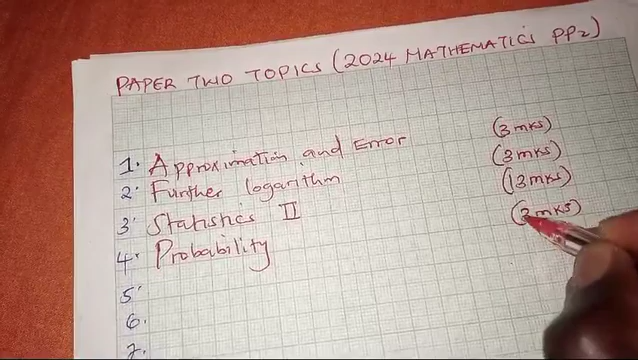 PAPER TWO TOPICS (2024 MATHEMATICS PP2)
1. Approximation and Error (3mks)
2. Further logarithm (3mks)
3. Statistics II (13mks)
4. Probability (3mks)
5.
6.
7.